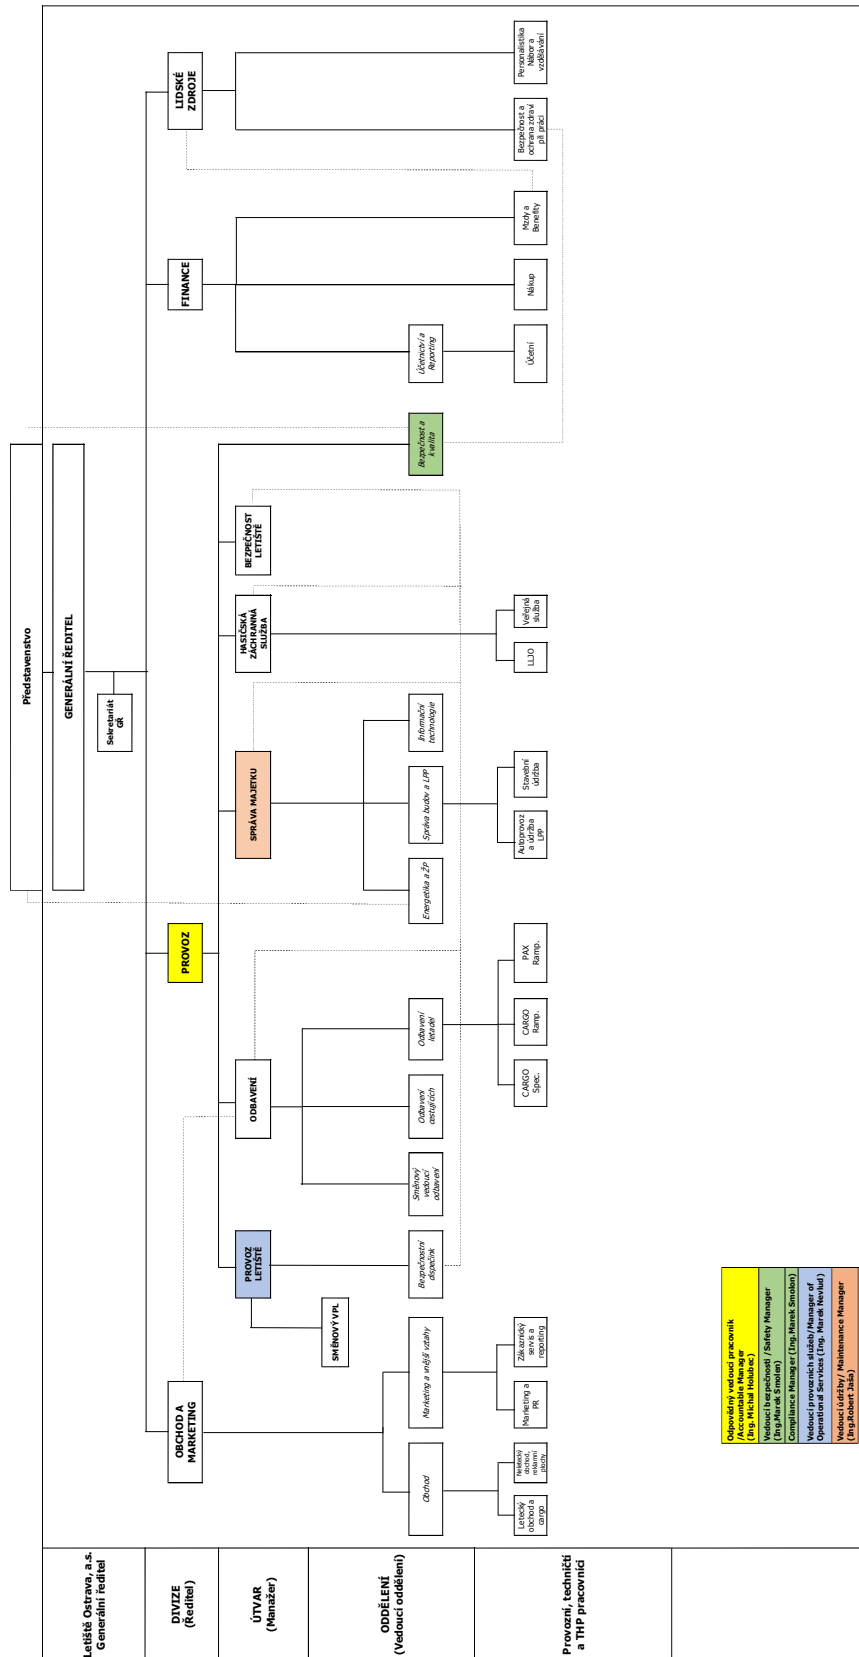 Představenstvo
GENERÁLNÍ ŘEDITEL
Sekretariát
GŘ
OBCHOD A
MARKETING
PROVOZ
FINANCE
LIDSKÉ
ZDROJE
PROVOZ
LETIŠTĚ
ODBAVENÍ
SPRÁVA MAJETKU
HASIČSKÁ
ZÁCHRANNÁ
SLUŽBA
BEZPEČNOST
LETIŠTĚ
SMĚNOVÝ VPL
Obchod
Marketing a vnější vztahy
Bezpečnostní
dispečink
Směnový
vedoucí
odbavení
Odbavení
cestujících
Odbavení
letadel
Energetika a ŽP
Správa budov a LPP
Informační
technologie
Bezpečnost a
kvalita
Účetnictví a
Reporting
Letecký
obchod a
cargo
Neletecký
obchod,
reklamní
plochy
Marketing a
PR
Zákaznický
servis a
reporting
CARGO
Spec.
CARGO
Ramp.
PAX
Ramp.
Autoprovoz
a údržba
LPP
Stavební
údržba
LLJO
Veřejná
služba
Účetní
Nákup
Mzdy a
Benefity
Bezpečnost a
ochrana zdraví
při práci
Personalistika
Nábor a
vzdělávání
Letiště Ostrava, a.s.
Generální ředitel
DIVIZE
(Ředitel)
ÚTVAR
(Manažer)
ODDĚLENÍ
(Vedoucí oddělení)
Provozní, techničtí
a THP pracovníci
Odpovědný vedoucí pracovník
/Accountable Manager
(Ing. Michal Holubec)
Vedoucí bezpečnosti /Safety Manager
(Ing.Marek Smolen)
Compliance Manager (Ing.Marek Smolon)
Vedoucí provozních služeb/Manager of
Operational Services (Ing. Marek Nevlud)
Vedoucí údržby/ Maintenance Manager
(Ing.Robert Jaša)